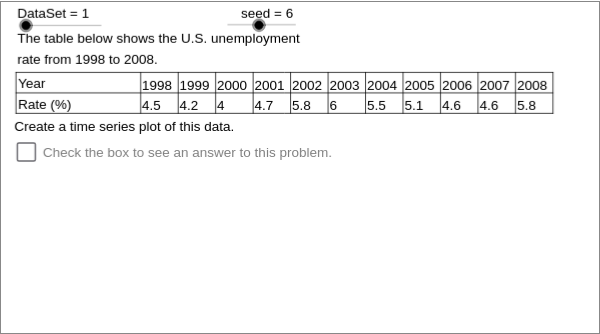 DataSet = 1 seed = 6
The table below shows the U.S. unemployment
rate from 1998 to 2008.
Year 1998 1999 2000 2001 2002 2003 2004 2005 2006 2007 2008
Rate (%) 4.5 4.2 4 4.7 5.8 6 5.5 5.1 4.6 4.6 5.8
Create a time series plot of this data.
Check the box to see an answer to this problem.